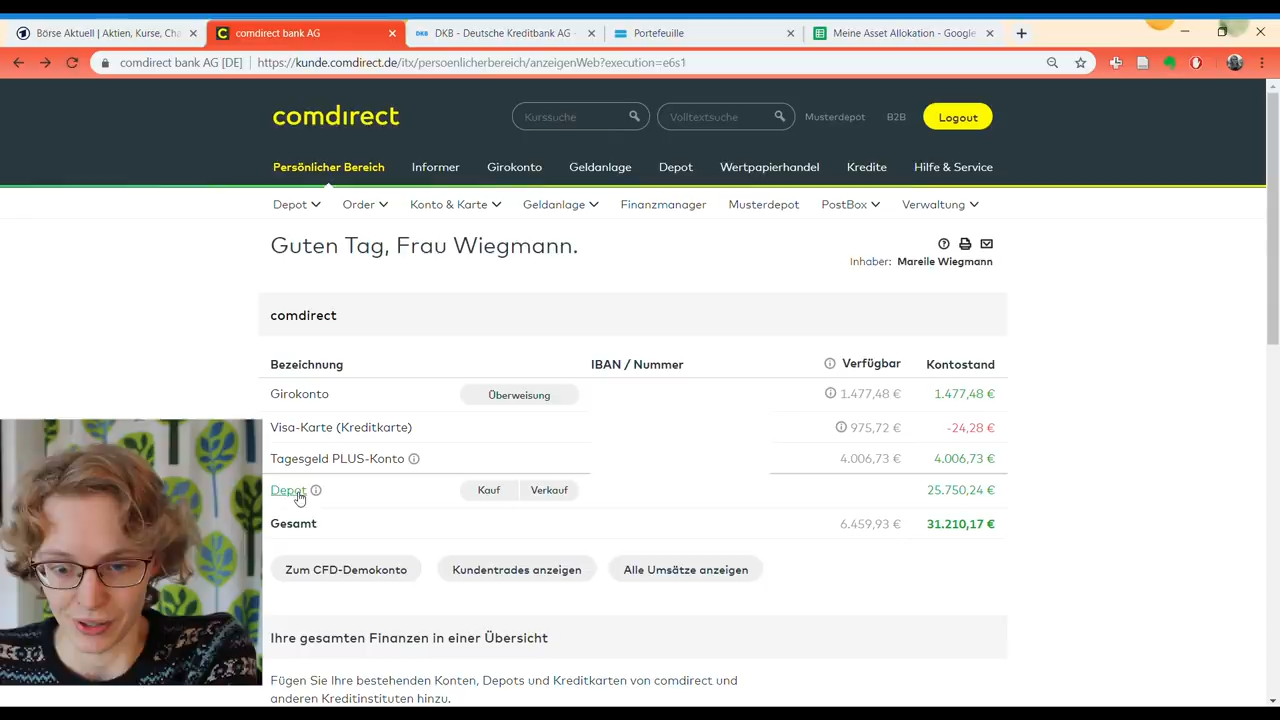 Börse Aktuell | Aktien, Kurse, Cha
comdirect bank AG
DKB - Deutsche Kreditbank AG -
Portefeuille
Meine Asset Allokation - Google
comdirect bank AG [DE] https://kunde.comdirect.de/itx/persoenlicherbereich/anzeigenWeb?execution=e6s1
comdirect Kurssuche Volltextsuche Musterdepot B2B Logout
Persönlicher Bereich Informer Girokonto Geldanlage Depot Wertpapierhandel Kredite Hilfe & Service
Depot Order Konto & Karte Geldanlage Finanzmanager Musterdepot PostBox Verwaltung
Guten Tag, Frau Wiegmann.
Inhaber: Mareile Wiegmann
comdirect
Bezeichnung IBAN / Nummer Verfügbar Kontostand
Girokonto Überweisung 1.477,48 € 1.477,48 €
Visa-Karte (Kreditkarte) 975,72 € -24,28 €
Tagesgeld PLUS-Konto 4.006,73 € 4.006,73 €
Depot Kauf Verkauf 25.750,24 €
Gesamt 6.459,93 € 31.210,17 €
Zum CFD-Demokonto Kundentrades anzeigen Alle Umsätze anzeigen
Ihre gesamten Finanzen in einer Übersicht
Fügen Sie Ihre bestehenden Konten, Depots und Kreditkarten von comdirect und
anderen Kreditinstituten hinzu.